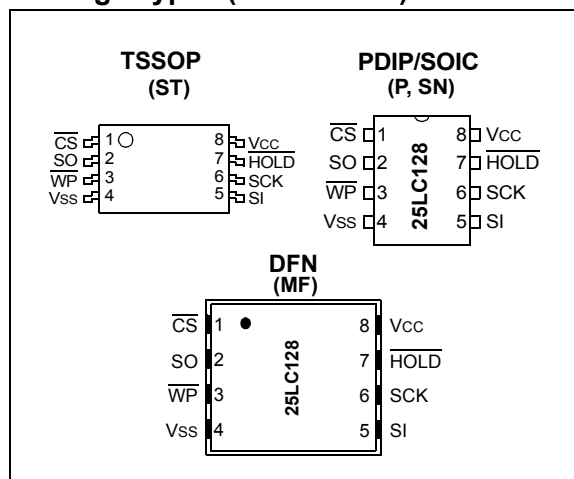 TSSOP
(ST)
CS 1 8 VCC
SO 2 7 HOLD
WP 3 6 SCK
VSS 4 5 SI
PDIP/SOIC
(P, SN)
CS 1 8 VCC
SO 2 7 HOLD
WP 3 6 SCK
VSS 4 5 SI
25LC128
DFN
(MF)
CS 1 8 VCC
SO 2 7 HOLD
WP 3 6 SCK
VSS 4 5 SI
25LC128